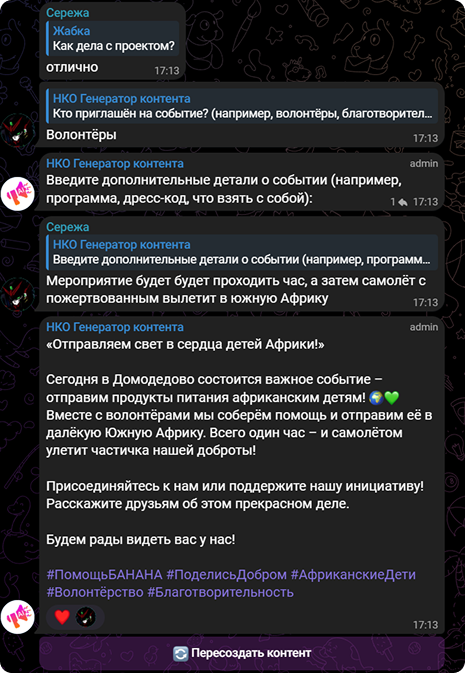 Сережа
Жабка
Как дела с проектом?
отлично
17:13
НКО Генератор контента
Кто приглашён на событие? (например, волонтёры, благотворител...
Волонтёры
17:13
НКО Генератор контента admin
Введите дополнительные детали о событии (например,
программа, дресс-код, что взять с собой):
1 17:13
Сережа
НКО Генератор контента
Введите дополнительные детали о событии (например, программ...
Мероприятие будет будет проходить час, а затем самолёт с
пожертвованным вылетит в южную Африку
17:13
НКО Генератор контента admin
«Отправляем свет в сердца детей Африки!»
Сегодня в Домодедово состоится важное событие –
отправим продукты питания африканским детям! 🌍💚
Вместе с волонтёрами мы соберём помощь и отправим её в
далёкую Южную Африку. Всего один час – и самолётом
улетит частичка нашей доброты!
Присоединяйтесь к нам или поддержите нашу инициативу!
Расскажите друзьям об этом прекрасном деле.
Будем рады видеть вас у нас!
#ПомощьБАНАНА #ПоделисьДобром #АфриканскиеДети
#Волонтёрство #Благотворительность
17:13
Пересоздать контент